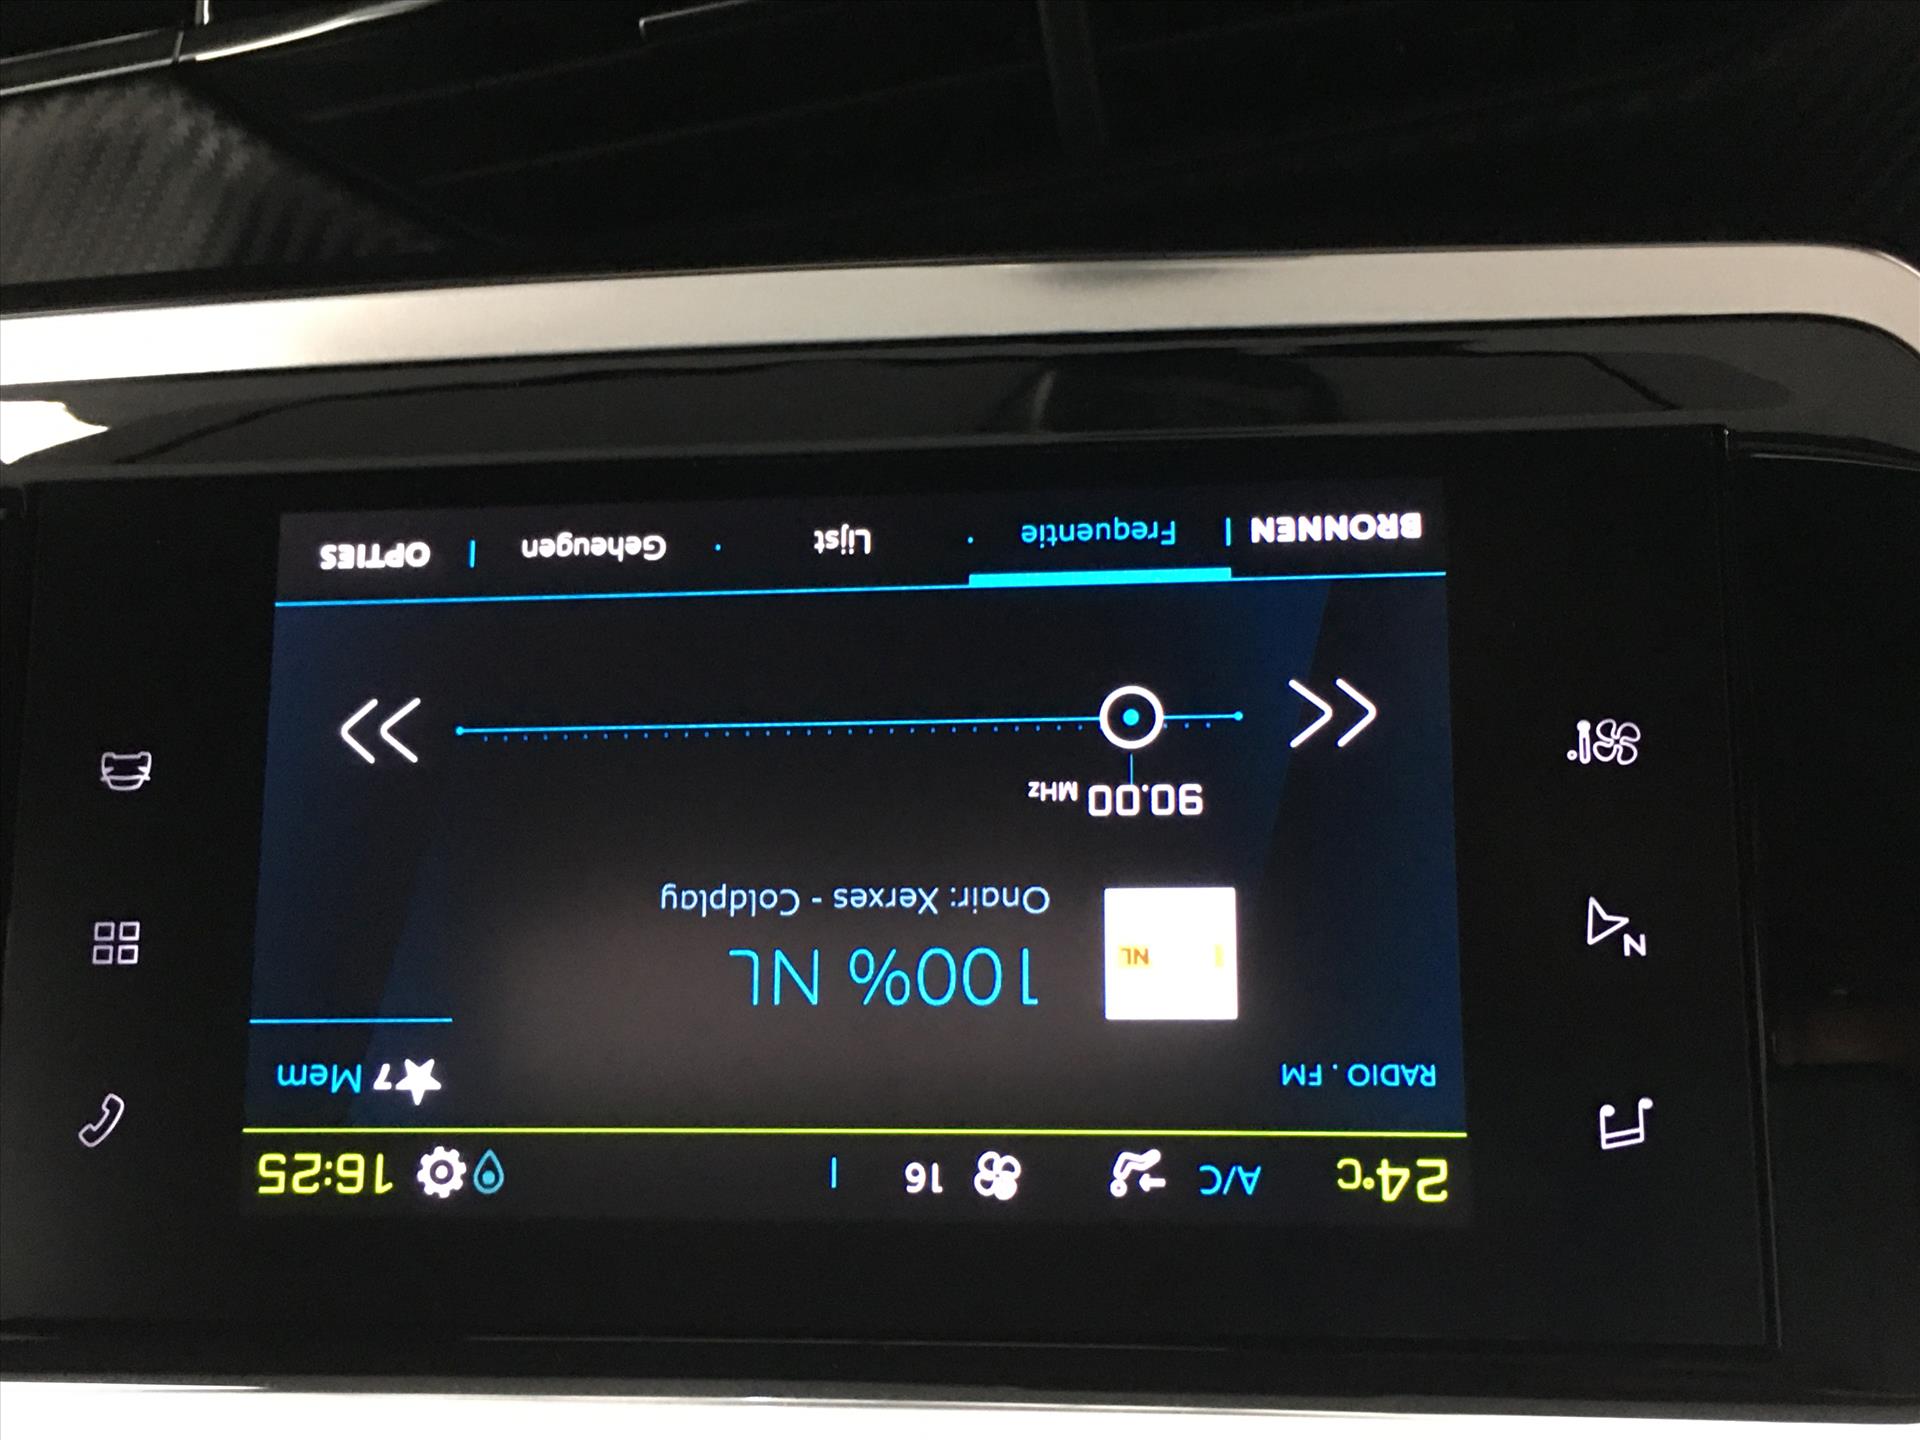 24°C A/C 16 | 16:25
RADIO . FM ★7 Mem
NL
100% NL
Onair: Xerxes - Coldplay
90.00 MHz
BRONNEN | Frequentie · Lijst · Geheugen | OPTIES
N